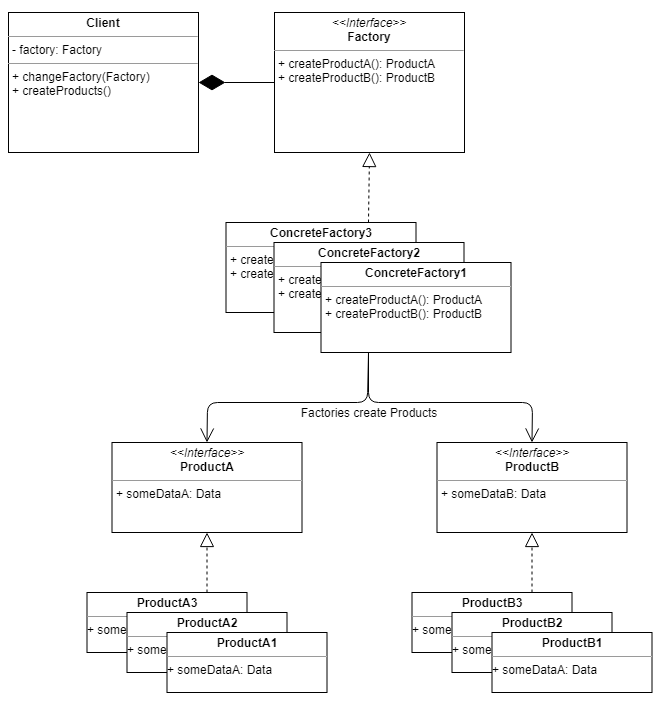 Client
- factory: Factory
+ changeFactory(Factory)
+ createProducts()
<<Interface>>
Factory
+ createProductA(): ProductA
+ createProductB(): ProductB
ConcreteFactory3
+ create
+ create
ConcreteFactory2
+ create
+ create
ConcreteFactory1
+ createProductA(): ProductA
+ createProductB(): ProductB
Factories create Products
<<Interface>>
ProductA
+ someDataA: Data
<<Interface>>
ProductB
+ someDataB: Data
ProductA3
+ some
ProductA2
+ some
ProductA1
+ someDataA: Data
ProductB3
+ some
ProductB2
+ some
ProductB1
+ someDataA: Data